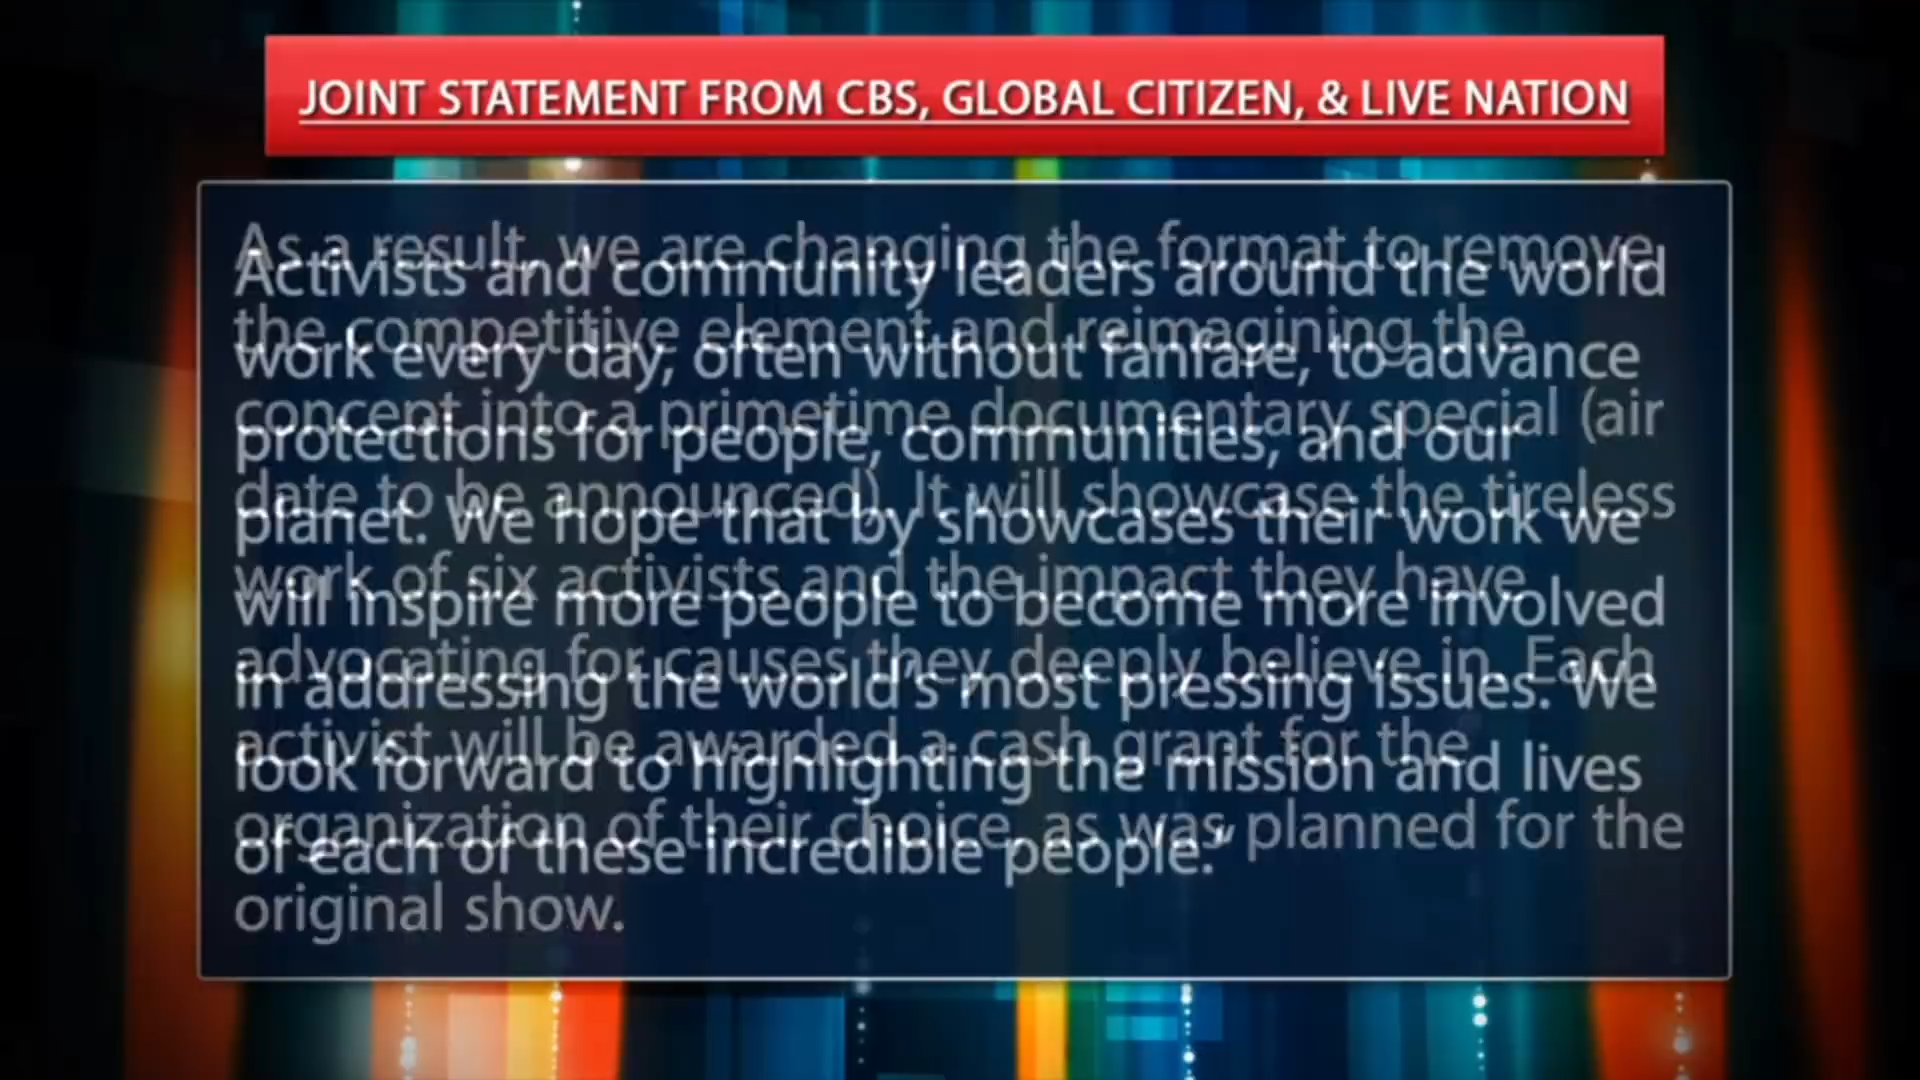 JOINT STATEMENT FROM CBS, GLOBAL CITIZEN, & LIVE NATION
As a result, we are changing the format to remove
the competitive element and reimagining the
concept into a primetime documentary special (air
date to be announced). It will showcase the tireless
work of six activists and the impact they have
advocating for causes they deeply believe in. Each
activist will be awarded a cash grant for the
organization of their choice, as was planned for the
original show.
Activists and community leaders around the world
work every day, often without fanfare, to advance
protections for people, communities, and our
planet. We hope that by showcases their work we
will inspire more people to become more involved
in addressing the world's most pressing issues. We
look forward to highlighting the mission and lives
of each of these incredible people."